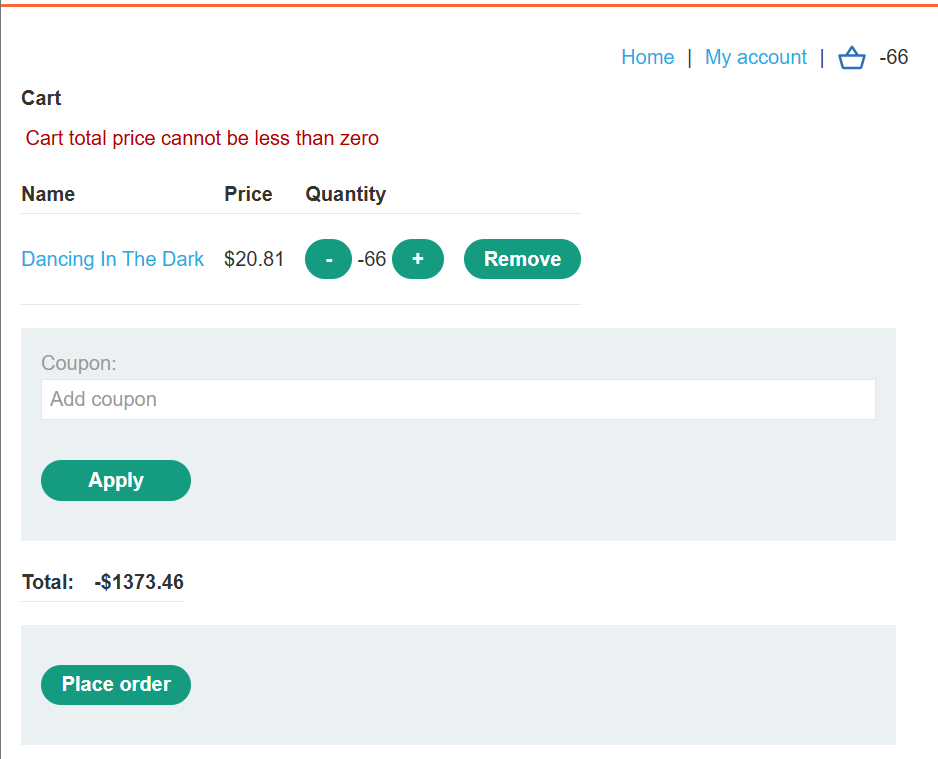 Home | My account | -66
Cart
Cart total price cannot be less than zero
Name Price Quantity
Dancing In The Dark $20.81 - -66 + Remove
Coupon:
Add coupon
Apply
Total: -$1373.46
Place order